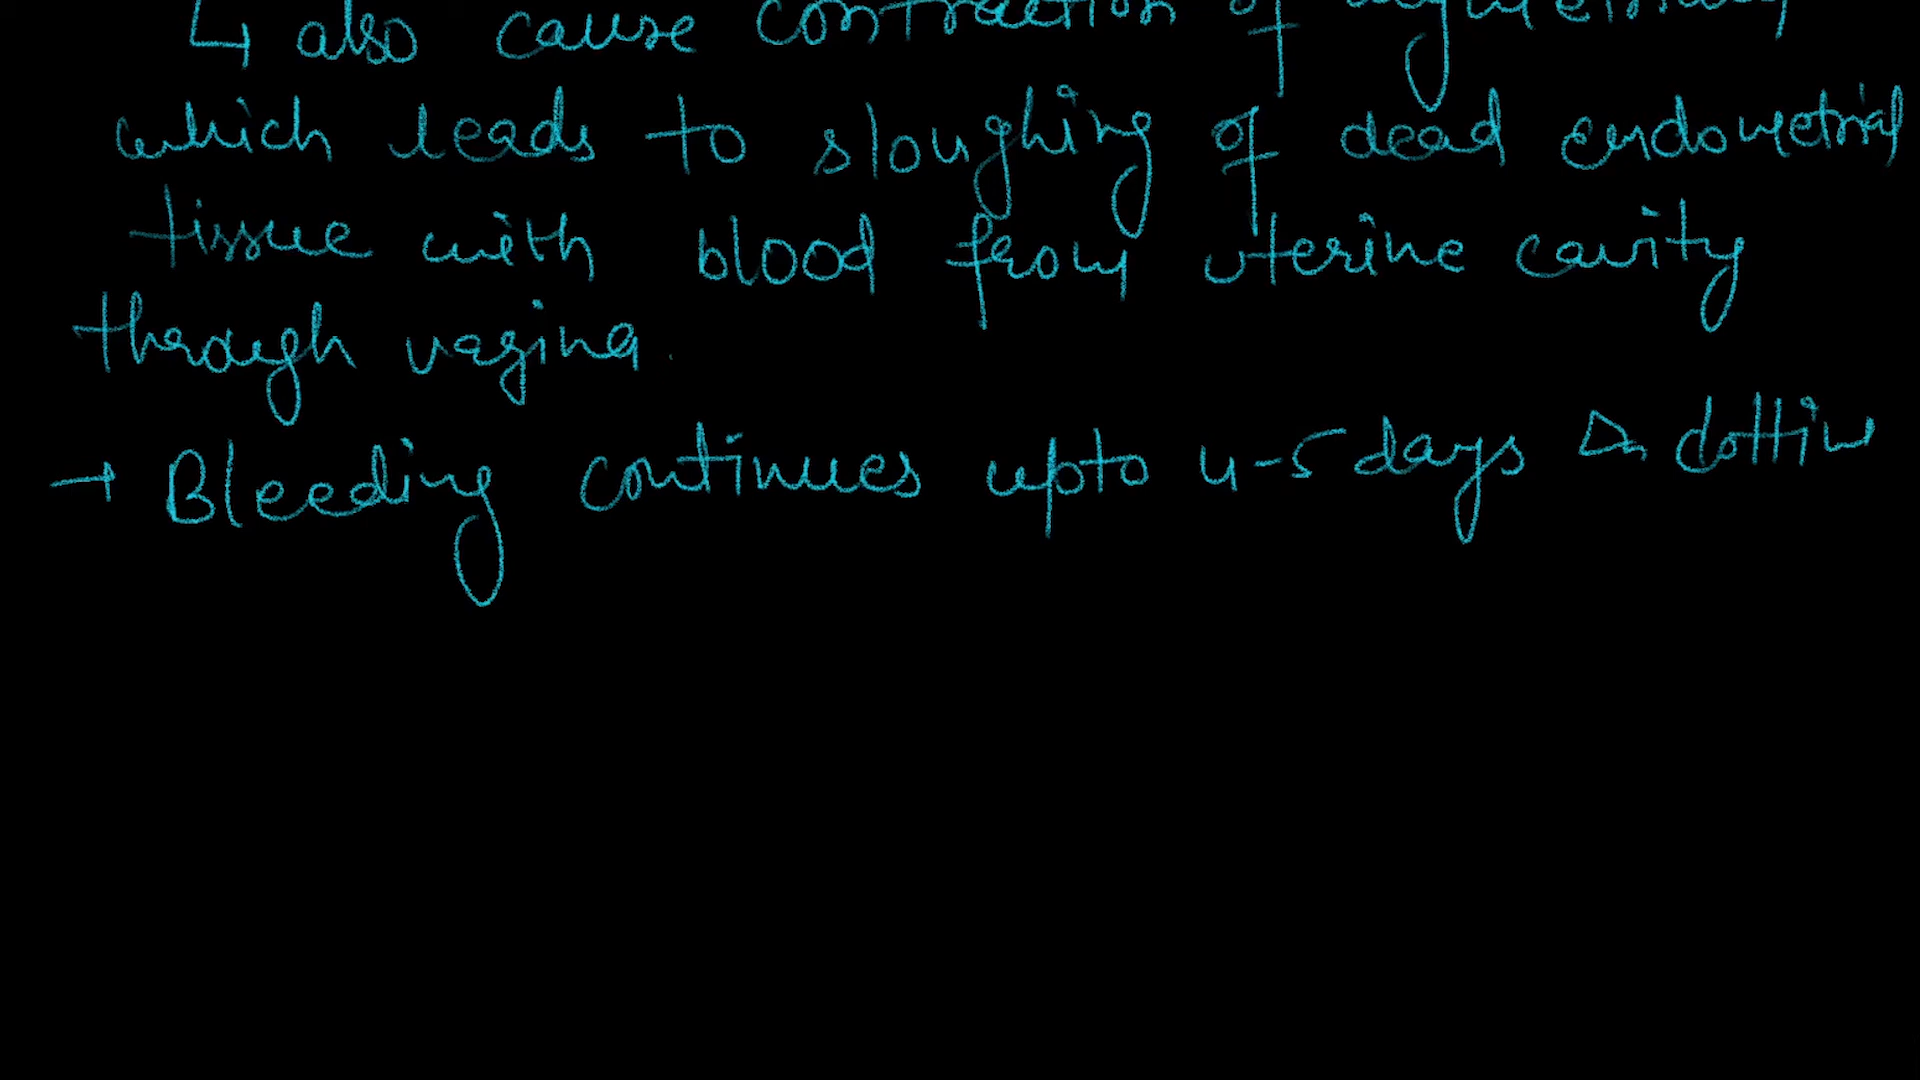 ↳ also cause contraction of myometrium
which leads to sloughing of dead endometrial
tissue with blood from uterine cavity
through vagina.
→ Bleeding continues upto 4-5 days